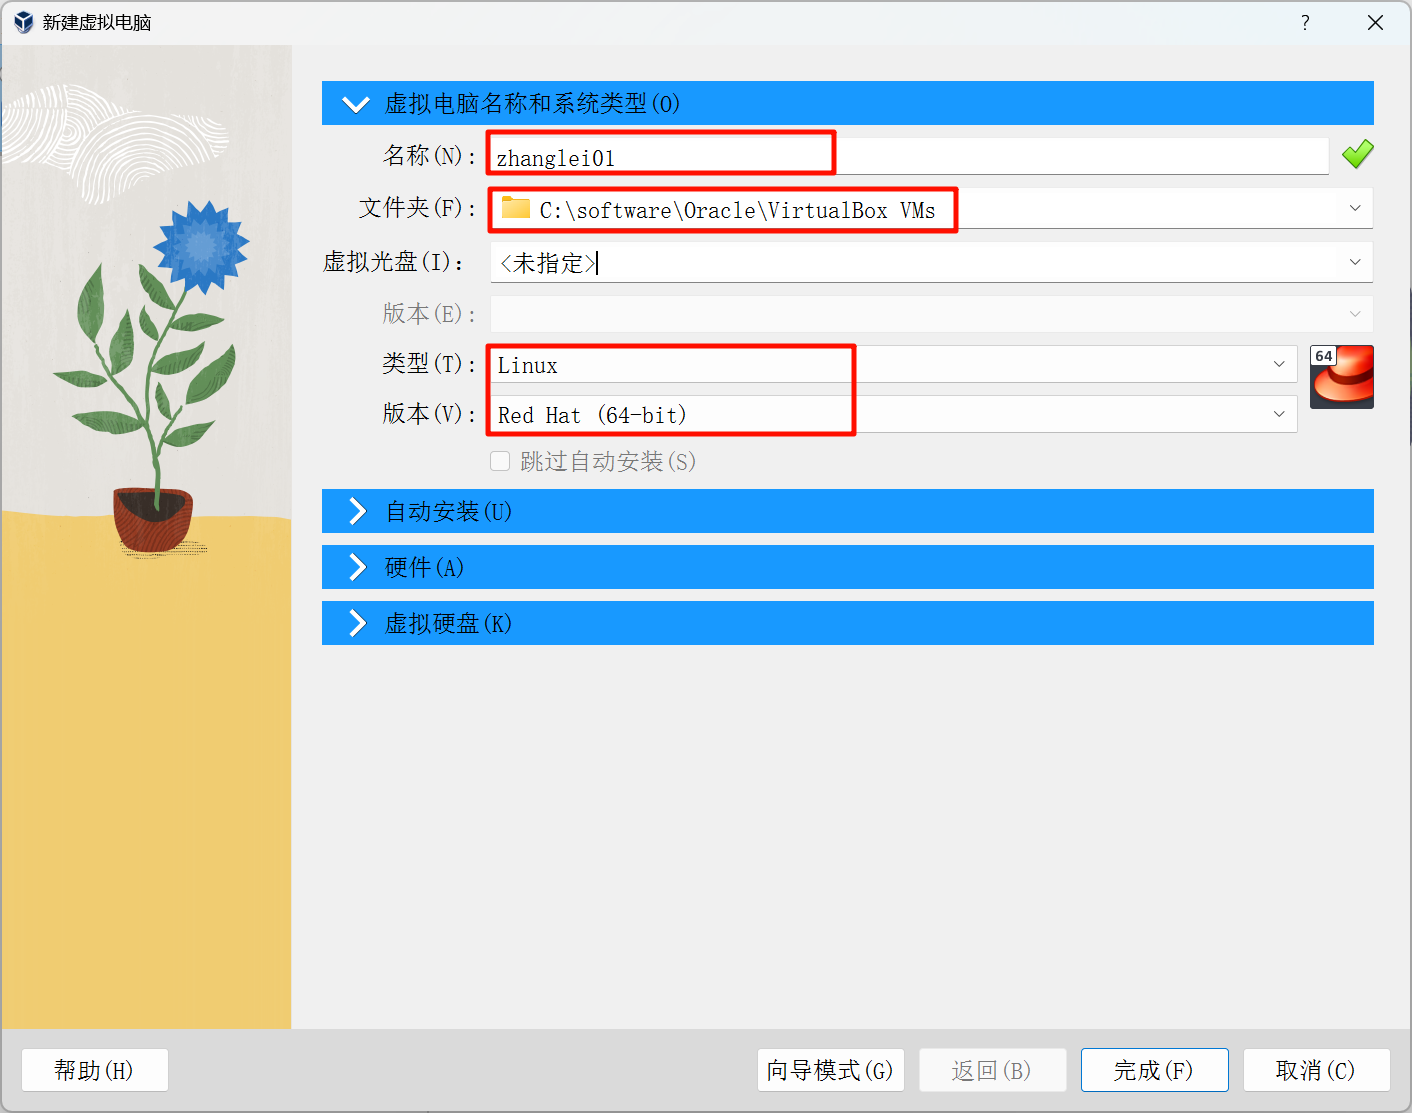 新建虚拟电脑
?
虚拟电脑名称和系统类型(O)
名称(N): zhanglei01
文件夹(F): C:\software\Oracle\VirtualBox VMs
虚拟光盘(I): <未指定>
版本(E):
类型(T): Linux
64
版本(V): Red Hat (64-bit)
跳过自动安装(S)
自动安装(U)
硬件(A)
虚拟硬盘(K)
帮助(H) 向导模式(G) 返回(B) 完成(F) 取消(C)